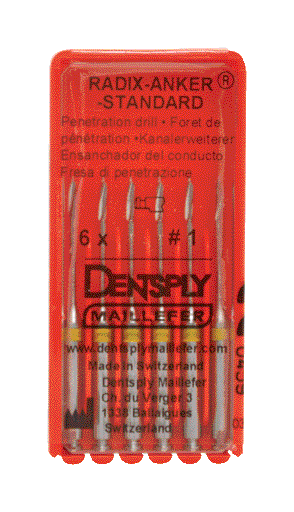 RADIX-ANKER®
-STANDARD
Penetration drill • Foret de
pénétration • Kanalerweiterer
Ensanchador del conducto
Fresa di penetrazione
6 x #1
DENTSPLY
MAILLEFER
www.dentsplymaillefer.com
Made in Switzerland
Dentsply Maillefer
Ch. du Verger 3
1338 Ballaigues
Switzerland